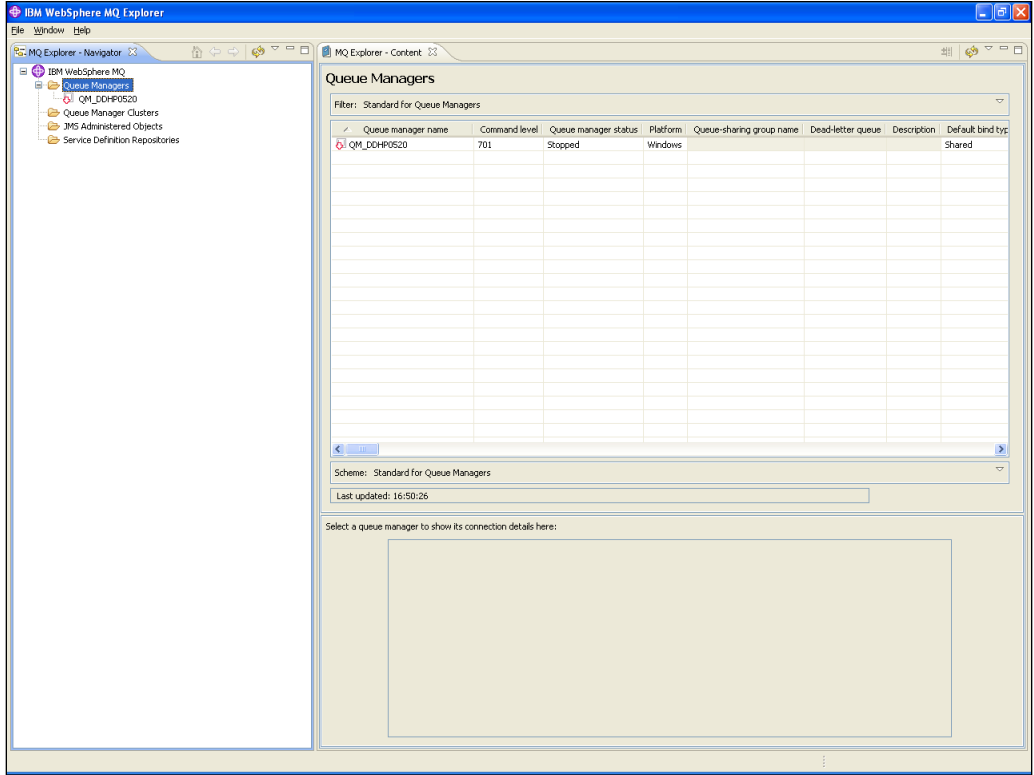 IBM WebSphere MQ Explorer
File Window Help
MQ Explorer - Navigator
IBM WebSphere MQ
Queue Managers
QM_DDHP0520
Queue Manager Clusters
JMS Administered Objects
Service Definition Repositories
MQ Explorer - Content
Queue Managers
Filter: Standard for Queue Managers
Queue manager name Command level Queue manager status Platform Queue-sharing group name Dead-letter queue Description Default bind typ
QM_DDHP0520 701 Stopped Windows Shared
Scheme: Standard for Queue Managers
Last updated: 16:50:26
Select a queue manager to show its connection details here: